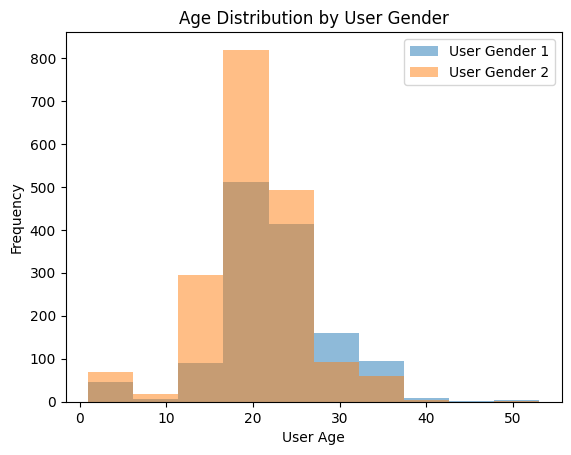 Age Distribution by User Gender
User Gender 1
User Gender 2
Frequency
800
700
600
500
400
300
200
100
0
0 10 20 30 40 50
User Age